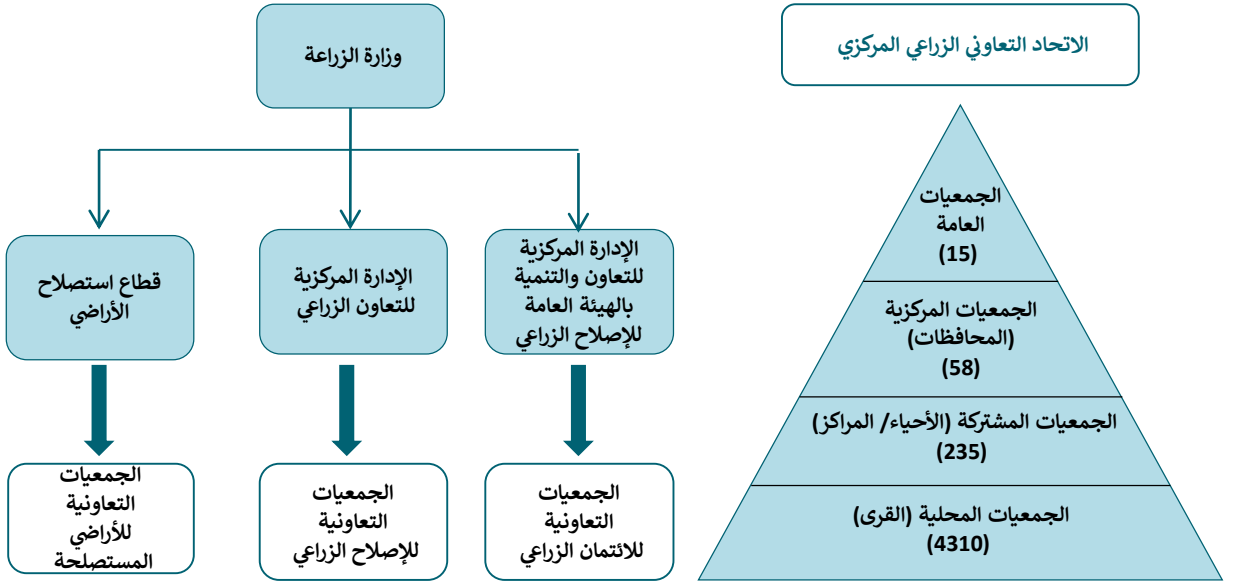 الاتحاد التعاوني الزراعي المركزي
الجمعيات
العامة
(15)
الجمعيات المركزية
(المحافظات)
(58)
الجمعيات المشتركة (الأحياء/ المراكز)
(235)
الجمعيات المحلية (القرى)
(4310)
وزارة الزراعة
الإدارة المركزية
للتعاون والتنمية
بالهيئة العامة
للإصلاح الزراعي
الإدارة المركزية
للتعاون الزراعي
قطاع استصلاح
الأراضي
الجمعيات
التعاونية
للائتمان الزراعي
الجمعيات
التعاونية
للإصلاح الزراعي
الجمعيات
التعاونية
للأراضي
المستصلحة